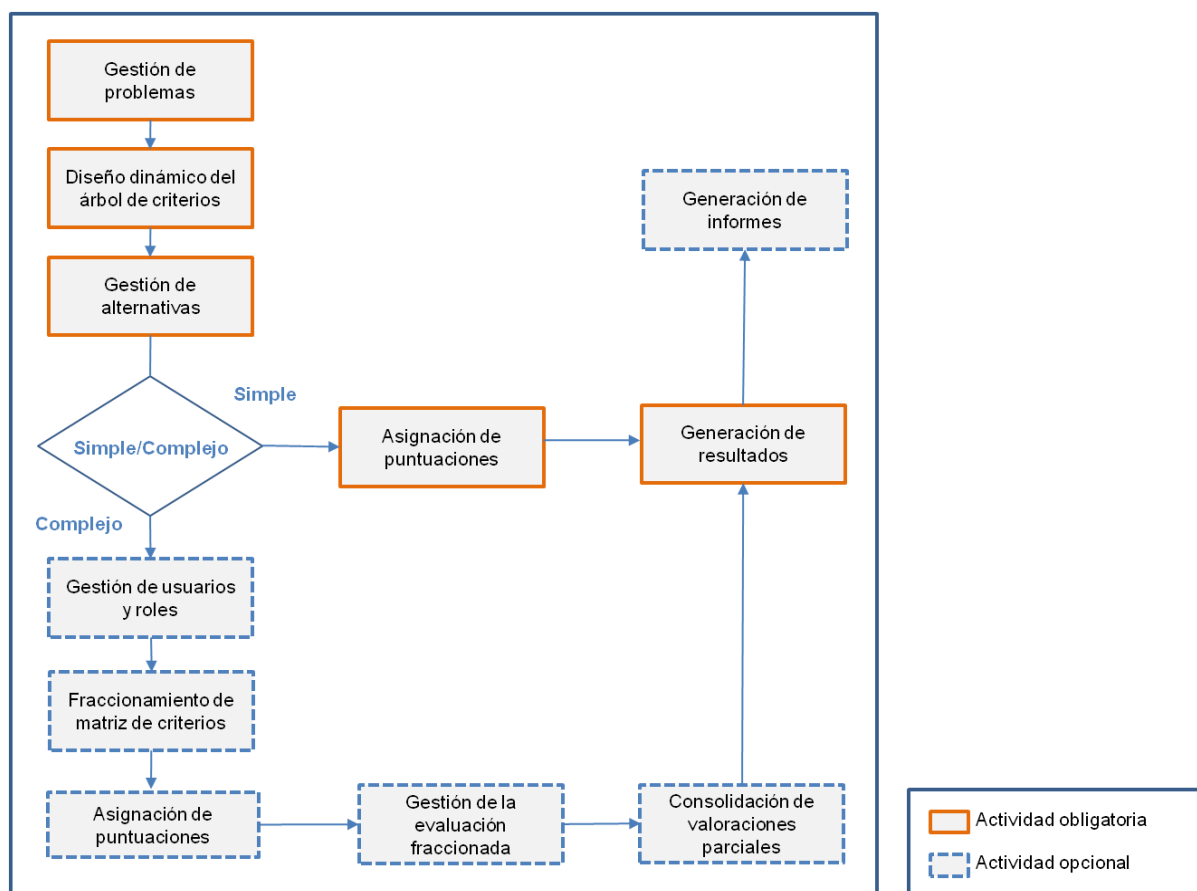 Gestión de
problemas
Diseño dinámico del
árbol de criterios
Gestión de
alternativas
Simple/Complejo
Simple
Asignación de
puntuaciones
Generación de
resultados
Generación de
informes
Complejo
Gestión de usuarios
y roles
Fraccionamiento de
matriz de criterios
Asignación de
puntuaciones
Gestión de la
evaluación
fraccionada
Consolidación de
valoraciones
parciales
Actividad obligatoria
Actividad opcional